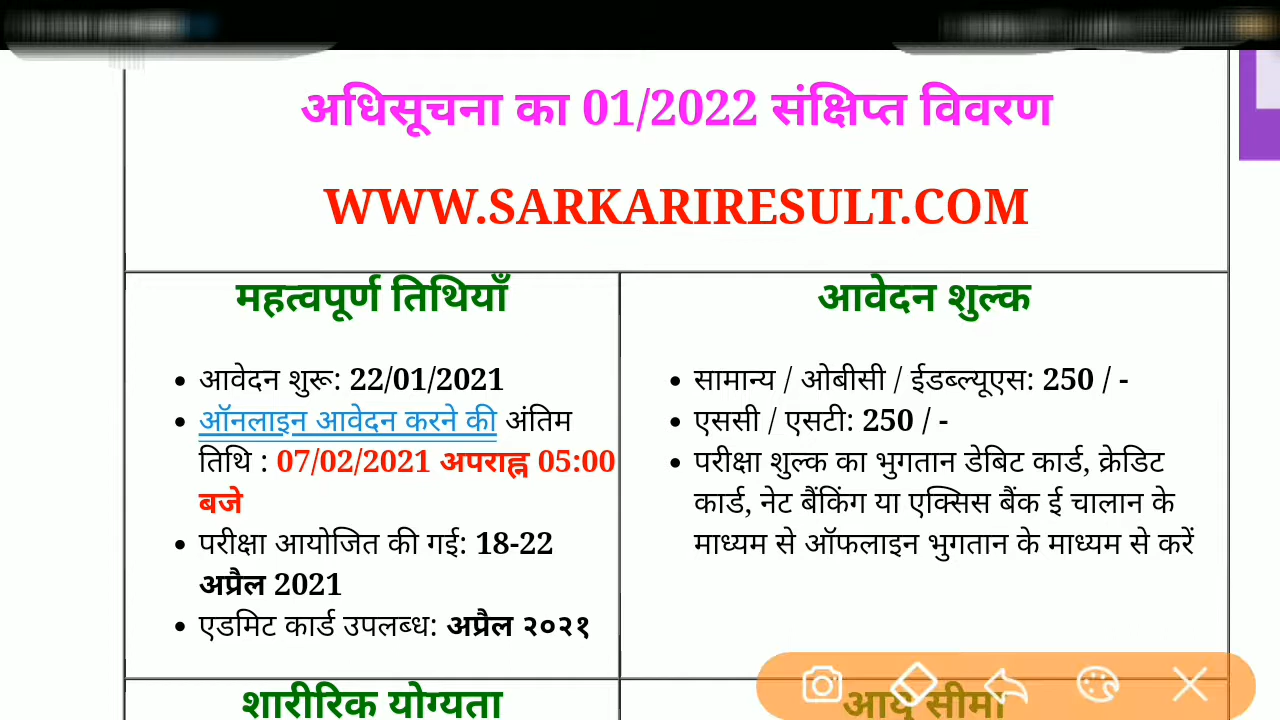 अधिसूचना का 01/2022 संक्षिप्त विवरण
WWW.SARKARIRESULT.COM
महत्वपूर्ण तिथियाँ
आवेदन शुरू: 22/01/2021
ऑनलाइन आवेदन करने की अंतिम
तिथि : 07/02/2021 अपराह्न 05:00
बजे
परीक्षा आयोजित की गई: 18-22
अप्रैल 2021
एडमिट कार्ड उपलब्ध: अप्रैल २०२१
आवेदन शुल्क
सामान्य / ओबीसी / ईडब्ल्यूएस: 250 / -
एससी / एसटी: 250 / -
परीक्षा शुल्क का भुगतान डेबिट कार्ड, क्रेडिट
कार्ड, नेट बैंकिंग या एक्सिस बैंक ई चालान के
माध्यम से ऑफलाइन भुगतान के माध्यम से करें
शारीरिक योग्यता
आयु सीमा